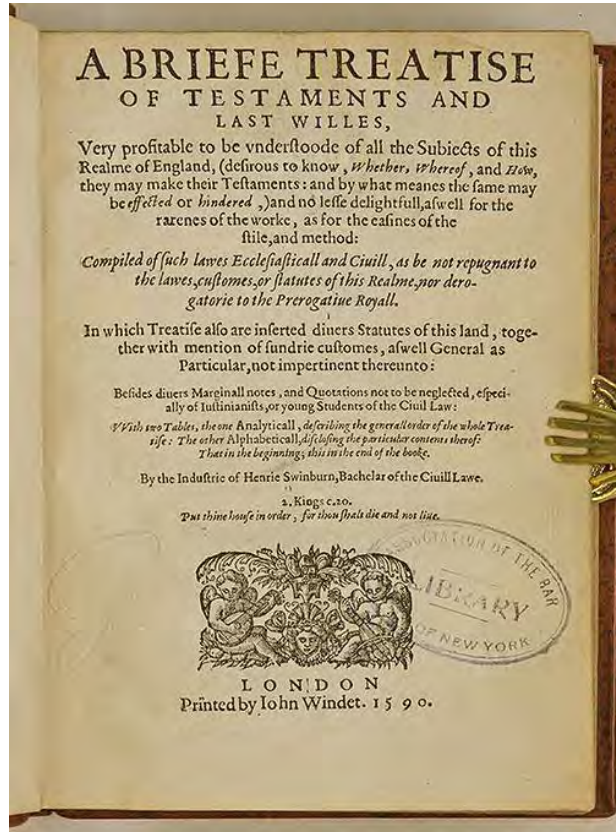 A BRIEFE TREATISE
OF TESTAMENTS AND
LAST WILLES,
Very profitable to be vnderſtoode of all the Subiects of this
Realme of England, (deſirous to know, Whether, Whereof, and How,
they may make their Teſtaments: and by what meanes the ſame may
be effected or hindered,) and no leſſe delightfull, aſwell for the
rarenes of the worke, as for the eaſines of the
ſtile, and method:
Compiled of ſuch lawes Eccleſiaſticall and Ciuill, as be not repugnant to
the lawes, cuſtomes, or ſtatutes of this Realme, nor dero-
gatorie to the Prerogatiue Royall.
In which Treatiſe alſo are inſerted diuers Statutes of this land, toge-
ther with mention of ſundrie cuſtomes, aſwell General as
Particular, not impertinent thereunto:
Beſides diuers Marginall notes, and Quotations not to be neglected, eſpeci-
ally of Iuſtinianiſts, or young Students of the Ciuil Law:
VVith two Tables, the one Analyticall, deſcribing the generall order of the whole Trea-
tiſe: The other Alphabeticall, diſcloſing the particuler contents therof:
That in the beginning; this in the end of the booke.
By the Induſtrie of Henrie Swinburn, Bachelar of the Ciuill Lawe.
2. Kings c. 20.
Put thine houſe in order, for thou ſhalt die and not liue.
ASSOCIATION OF THE BAR
LIBRARY
OF NEW YORK
LONDON
Printed by Iohn Windet. 1590.